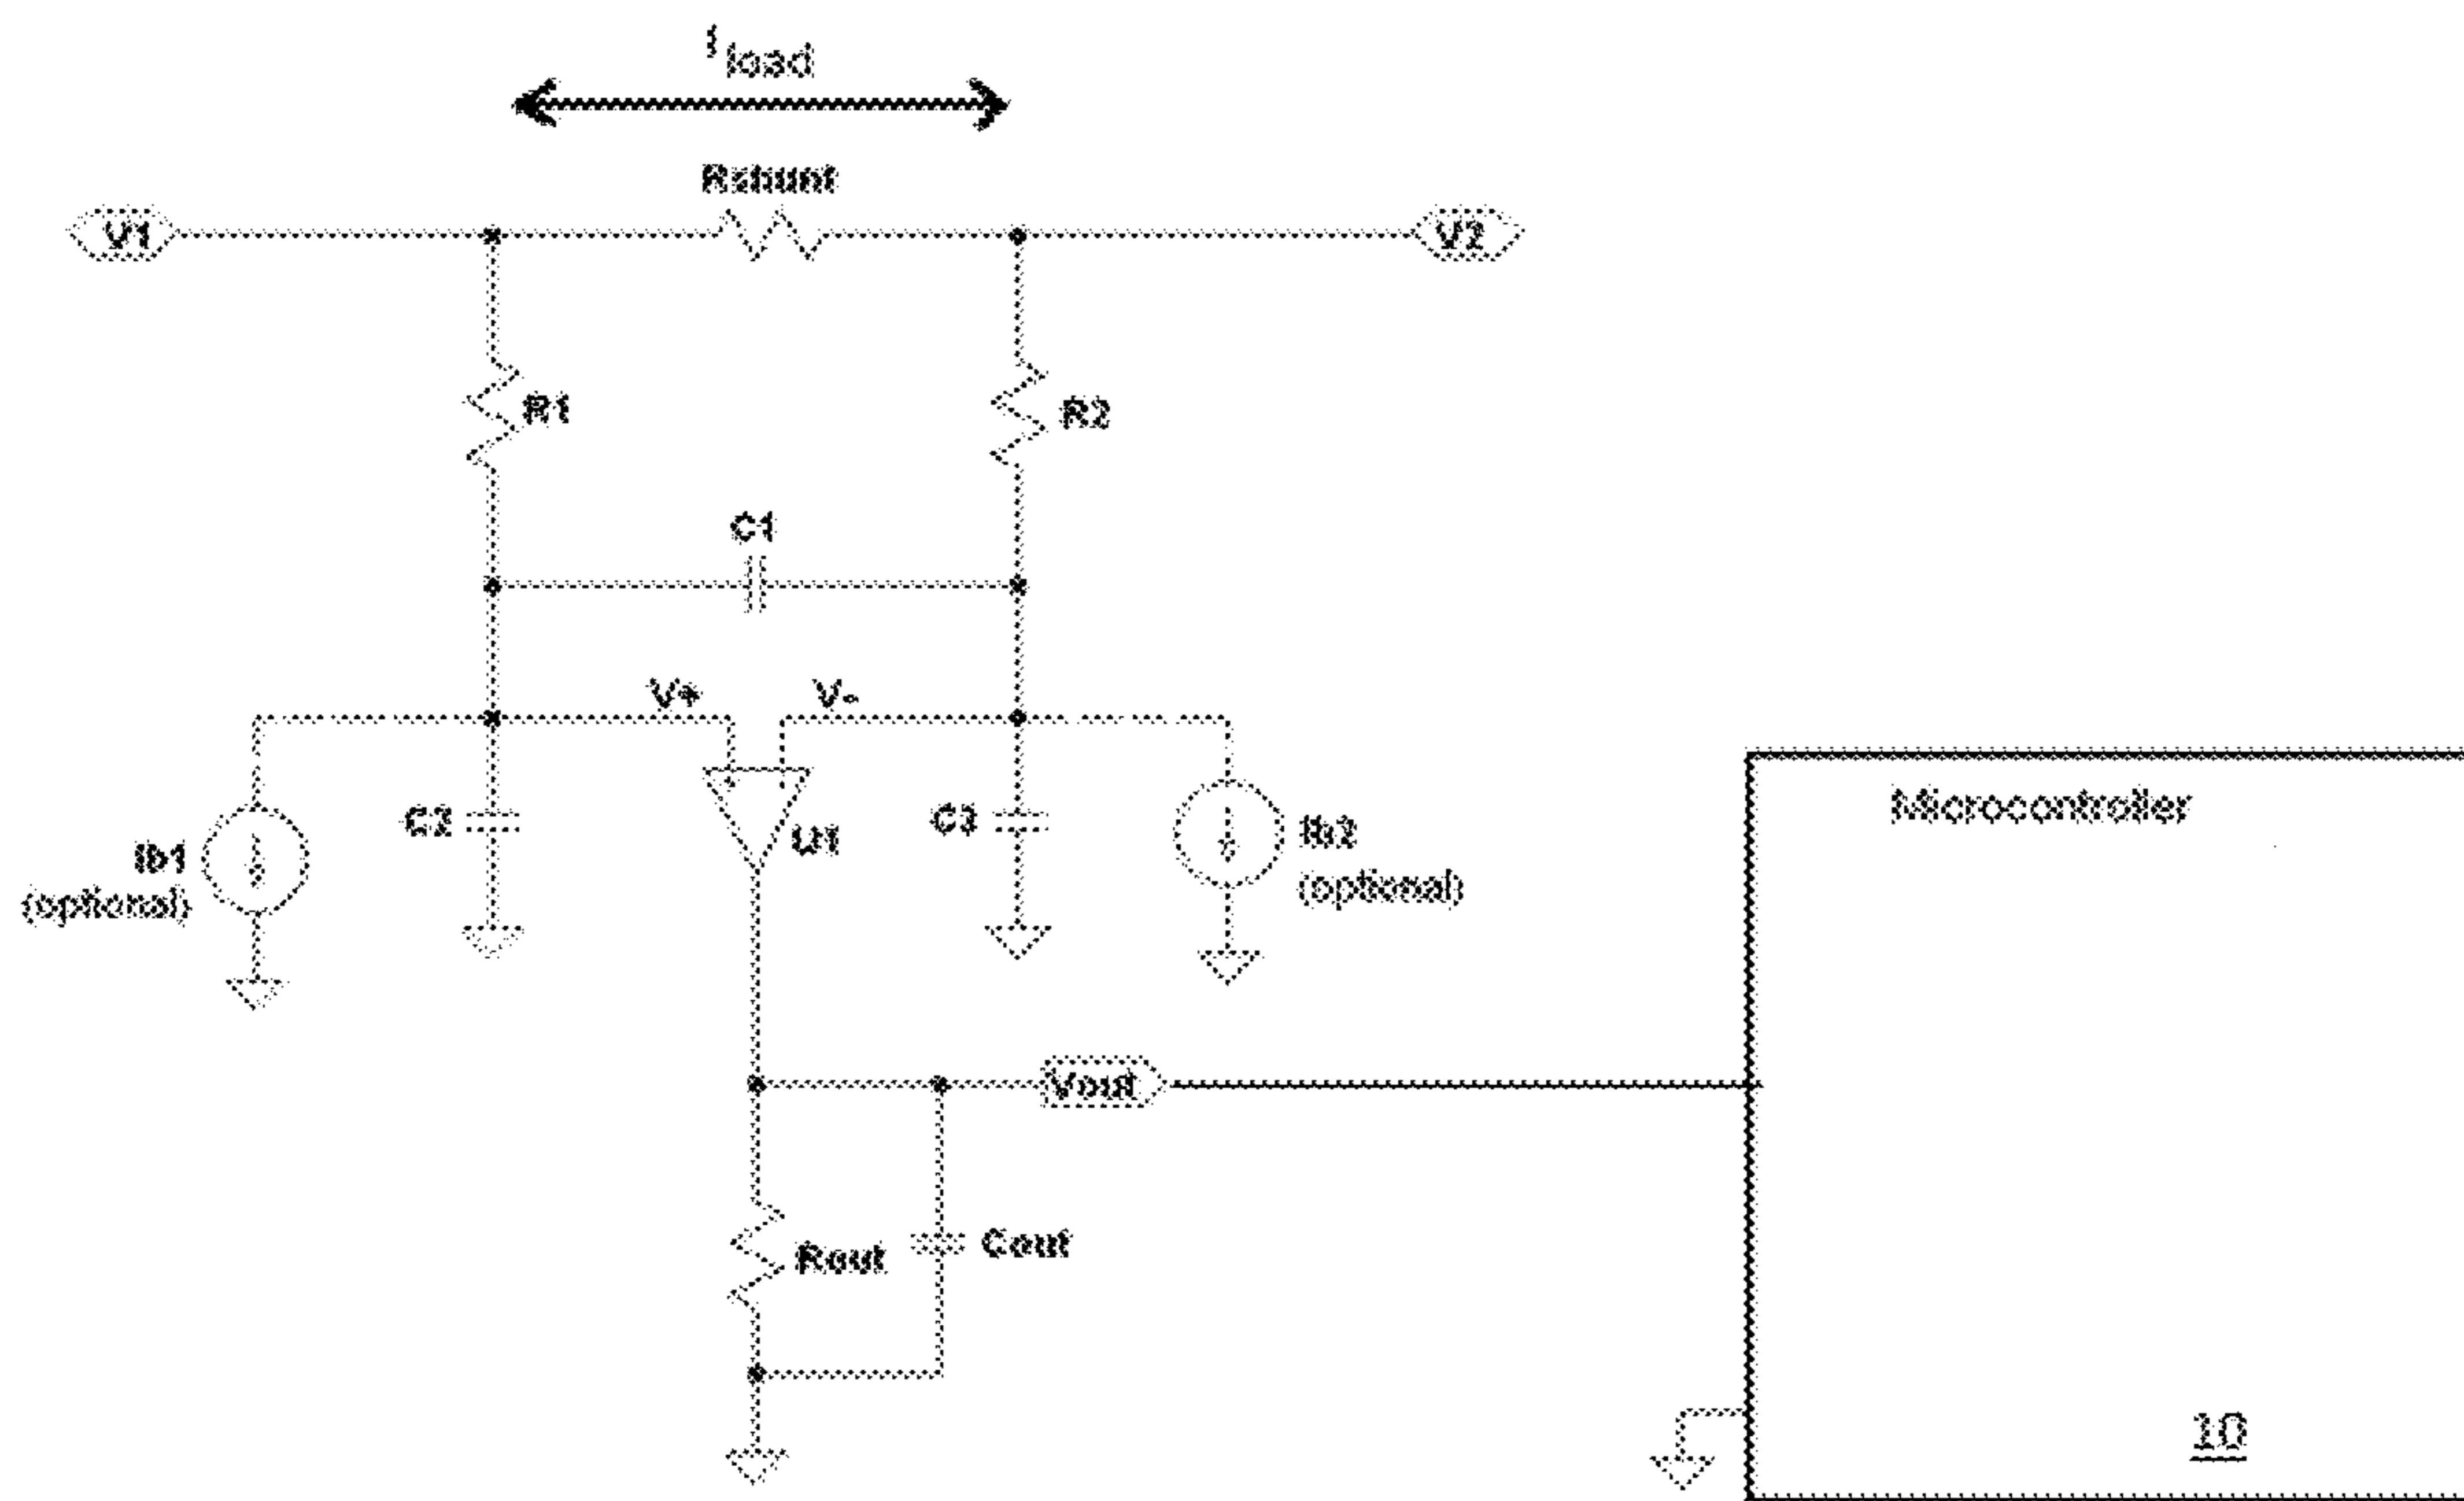 I load
Rshunt
V1
V2
R1
R2
C1
V+
V-
C2
U1
C3
Ib1
(optional)
Ib2
(optional)
Microcontroller
Vout
Rout
Cout
10